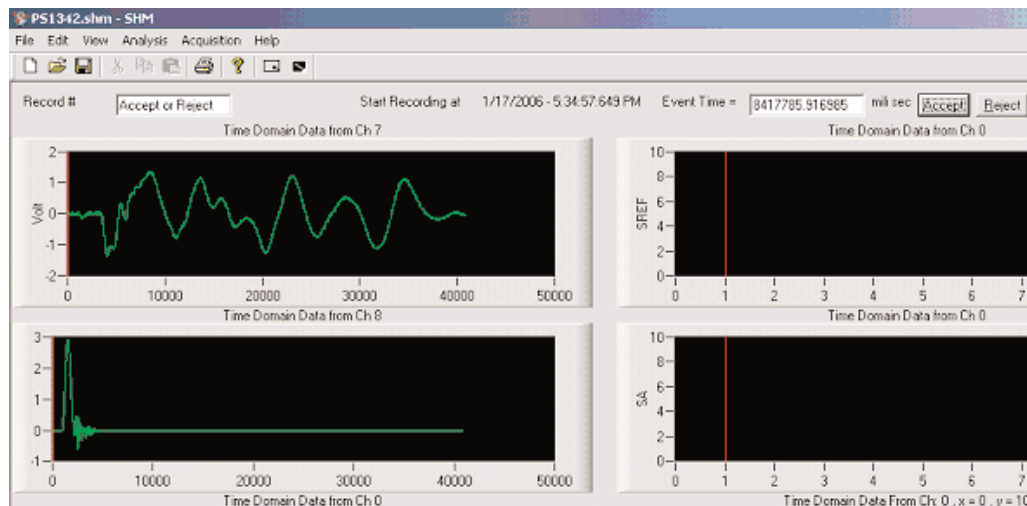 PS1342.shm - SHM
File Edit View Analysis Acquisition Help
Record # Accept or Reject Start Recording at 1/17/2006 - 5:34:57.649 PM Event Time = 8417785.916985 mili sec Accept Reject
Time Domain Data from Ch 7
Volt
2
1
0
-1
-2
0 10000 20000 30000 40000 50000
Time Domain Data from Ch 0
SREF
10
8
6
4
2
0
0 1 2 3 4 5 6 7
Time Domain Data from Ch 8
3
2
1
0
-1
0 10000 20000 30000 40000 50000
Time Domain Data from Ch 0
SA
10
8
6
4
2
0
0 1 2 3 4 5 6 7
Time Domain Data from Ch 0
Time Domain Data From Ch: 0 , x = 0 , y = 10